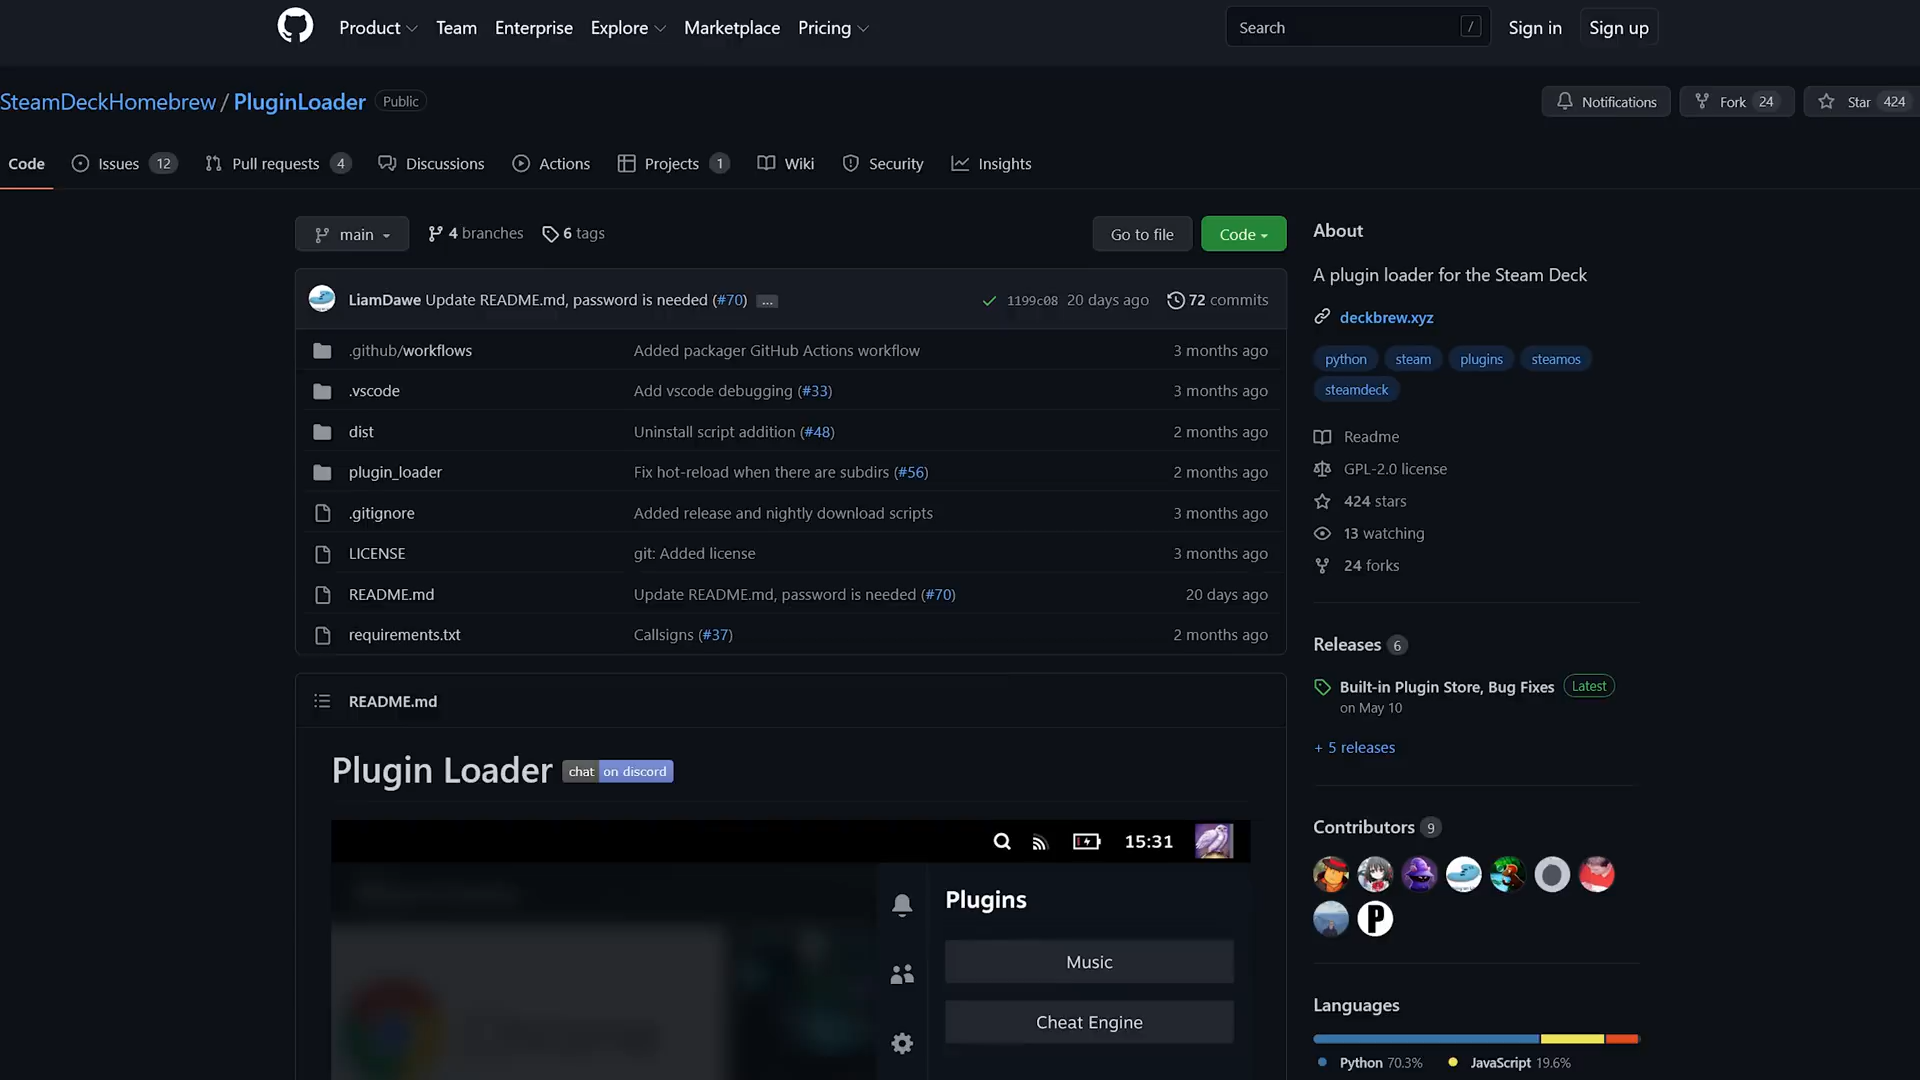 Product Team Enterprise Explore Marketplace Pricing Search / Sign in Sign up
SteamDeckHomebrew / PluginLoader Public Notifications Fork 24 Star 424
Code Issues 12 Pull requests 4 Discussions Actions Projects 1 Wiki Security Insights
main 4 branches 6 tags Go to file Code
LiamDawe Update README.md, password is needed (#70) ... 1199c08 20 days ago 72 commits
.github/workflows Added packager GitHub Actions workflow 3 months ago
.vscode Add vscode debugging (#33) 3 months ago
dist Uninstall script addition (#48) 2 months ago
plugin_loader Fix hot-reload when there are subdirs (#56) 2 months ago
.gitignore Added release and nightly download scripts 3 months ago
LICENSE git: Added license 3 months ago
README.md Update README.md, password is needed (#70) 20 days ago
requirements.txt Callsigns (#37) 2 months ago
README.md
Plugin Loader chat on discord
15:31
Plugins
Music
Cheat Engine
About
A plugin loader for the Steam Deck
deckbrew.xyz
python steam plugins steamos
steamdeck
Readme
GPL-2.0 license
424 stars
13 watching
24 forks
Releases 6
Built-in Plugin Store, Bug Fixes Latest
on May 10
+ 5 releases
Contributors 9
P
Languages
Python 70.3% JavaScript 19.6%